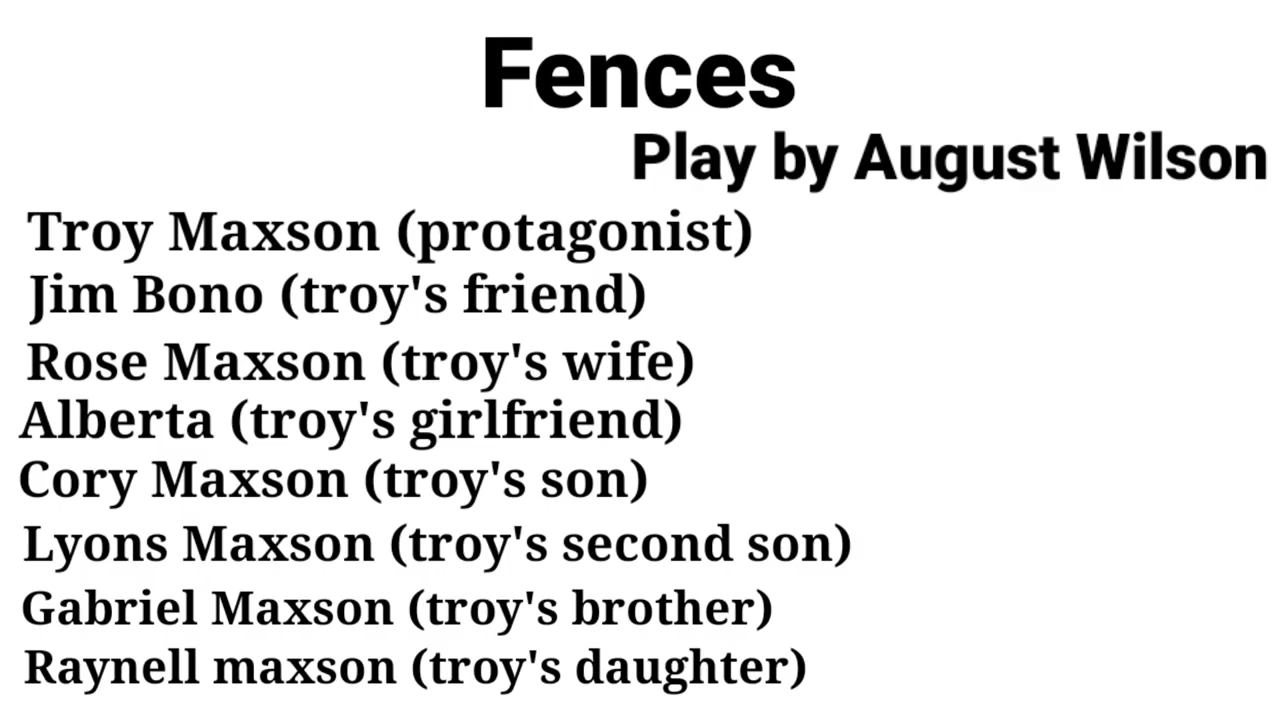 Fences
Play by August Wilson
Troy Maxson (protagonist)
Jim Bono (troy's friend)
Rose Maxson (troy's wife)
Alberta (troy's girlfriend)
Cory Maxson (troy's son)
Lyons Maxson (troy's second son)
Gabriel Maxson (troy's brother)
Raynell maxson (troy's daughter)